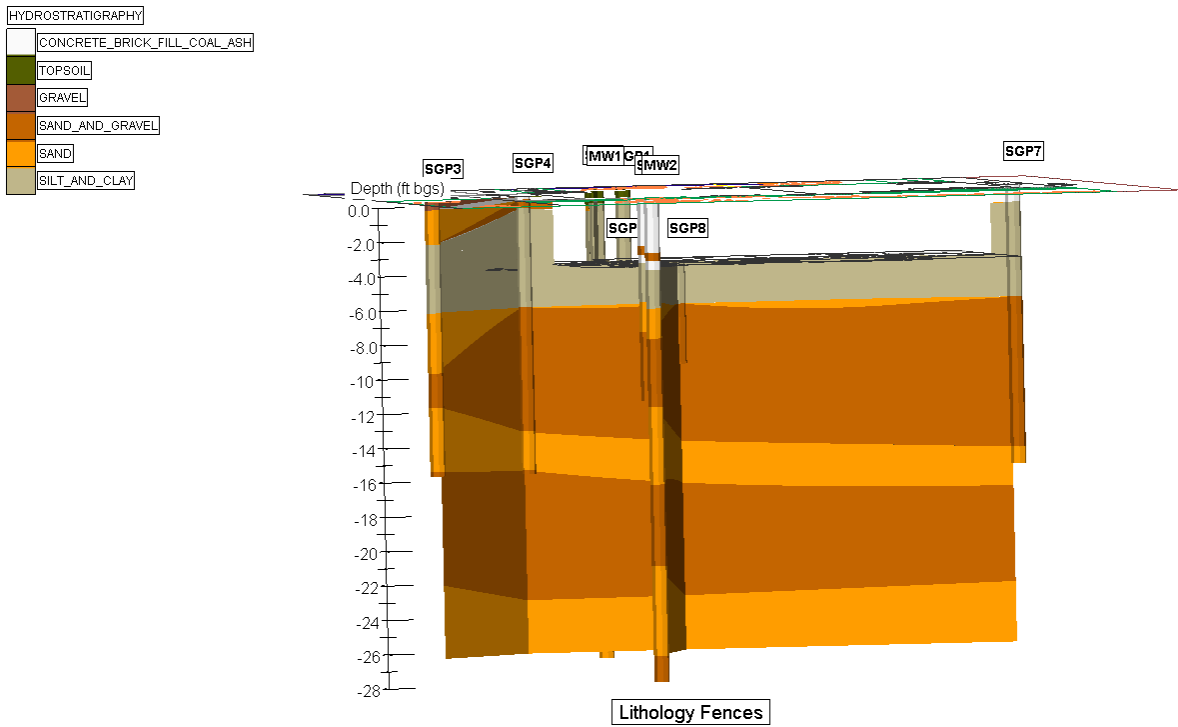 HYDROSTRATIGRAPHY
CONCRETE_BRICK_FILL_COAL_ASH
TOPSOIL
GRAVEL
SAND_AND_GRAVEL
SAND
SILT_AND_CLAY
SGP3
SGP4
MW1
MW2
SGP7
SGP
SGP8
Depth (ft bgs)
0.0
-2.0
-4.0
-6.0
-8.0
-10
-12
-14
-16
-18
-20
-22
-24
-26
-28
Lithology Fences